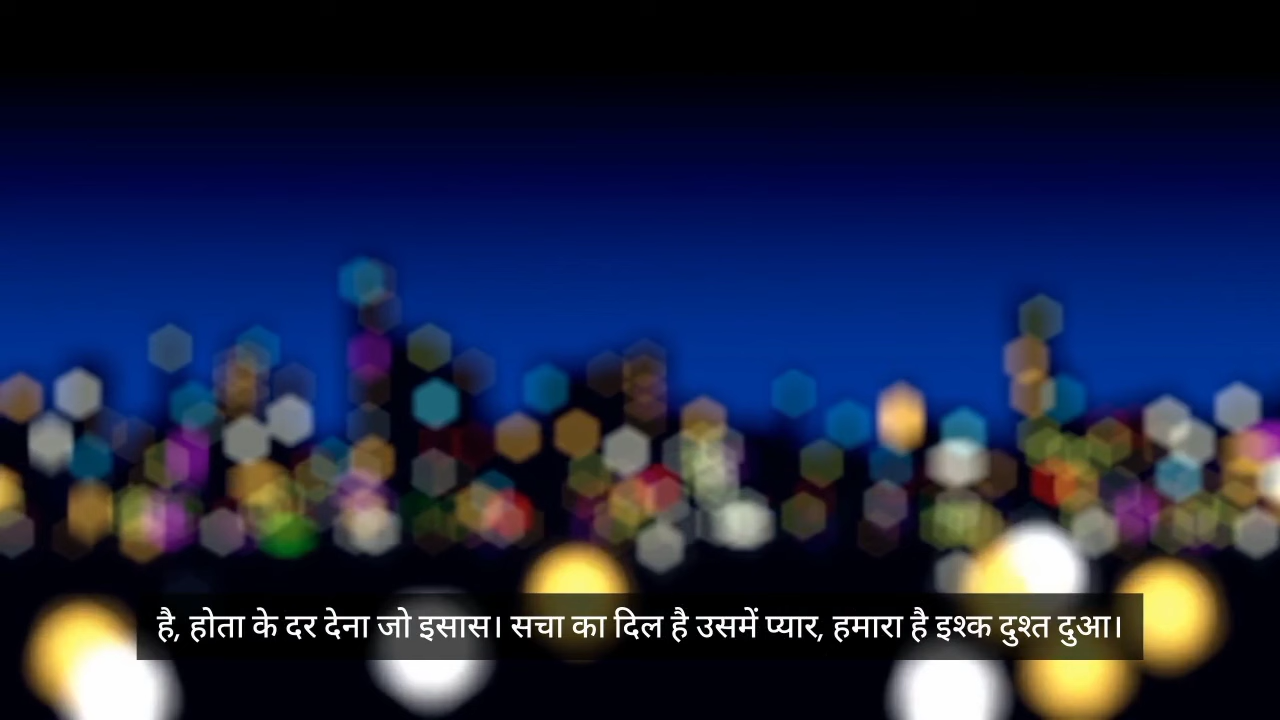 है, होता के दर देना जो इसास। सचा का दिल है उसमें प्यार, हमारा है इश्क दुश्त दुआ।